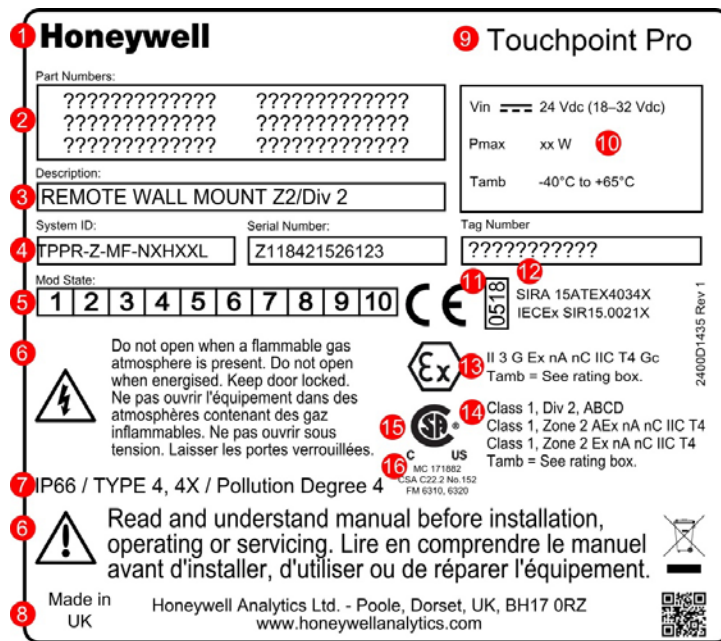 1 Honeywell
9 Touchpoint Pro
Part Numbers:
2
????????????? ?????????????
????????????? ?????????????
????????????? ?????????????
Vin 24 Vdc (18–32 Vdc)
Pmax xx W 10
Tamb -40°C to +65°C
Description:
3 REMOTE WALL MOUNT Z2/Div 2
System ID: Serial Number: Tag Number
4 TPPR-Z-MF-NXHXXL Z118421526123 ???????????
Mod State:
5 1 2 3 4 5 6 7 8 9 10
CE
11 0518
12
SIRA 15ATEX4034X
IECEx SIR15.0021X
2400D1435 Rev 1
6
Do not open when a flammable gas
atmosphere is present. Do not open
when energised. Keep door locked.
Ne pas ouvrir l'équipement dans des
atmosphères contenant des gaz
inflammables. Ne pas ouvrir sous
tension. Laisser les portes verrouillées.
Ex
13
II 3 G Ex nA nC IIC T4 Gc
Tamb = See rating box.
15 CSA ®
C US
14
Class 1, Div 2, ABCD
Class 1, Zone 2 AEx nA nC IIC T4
Class 1, Zone 2 Ex nA nC IIC T4
Tamb = See rating box.
16
MC 171882
CSA C22.2 No.152
FM 6310, 6320
7 IP66 / TYPE 4, 4X / Pollution Degree 4
6
Read and understand manual before installation,
operating or servicing. Lire en comprendre le manuel
avant d'installer, d'utiliser ou de réparer l'équipement.
8
Made in
UK
Honeywell Analytics Ltd. - Poole, Dorset, UK, BH17 0RZ
www.honeywellanalytics.com